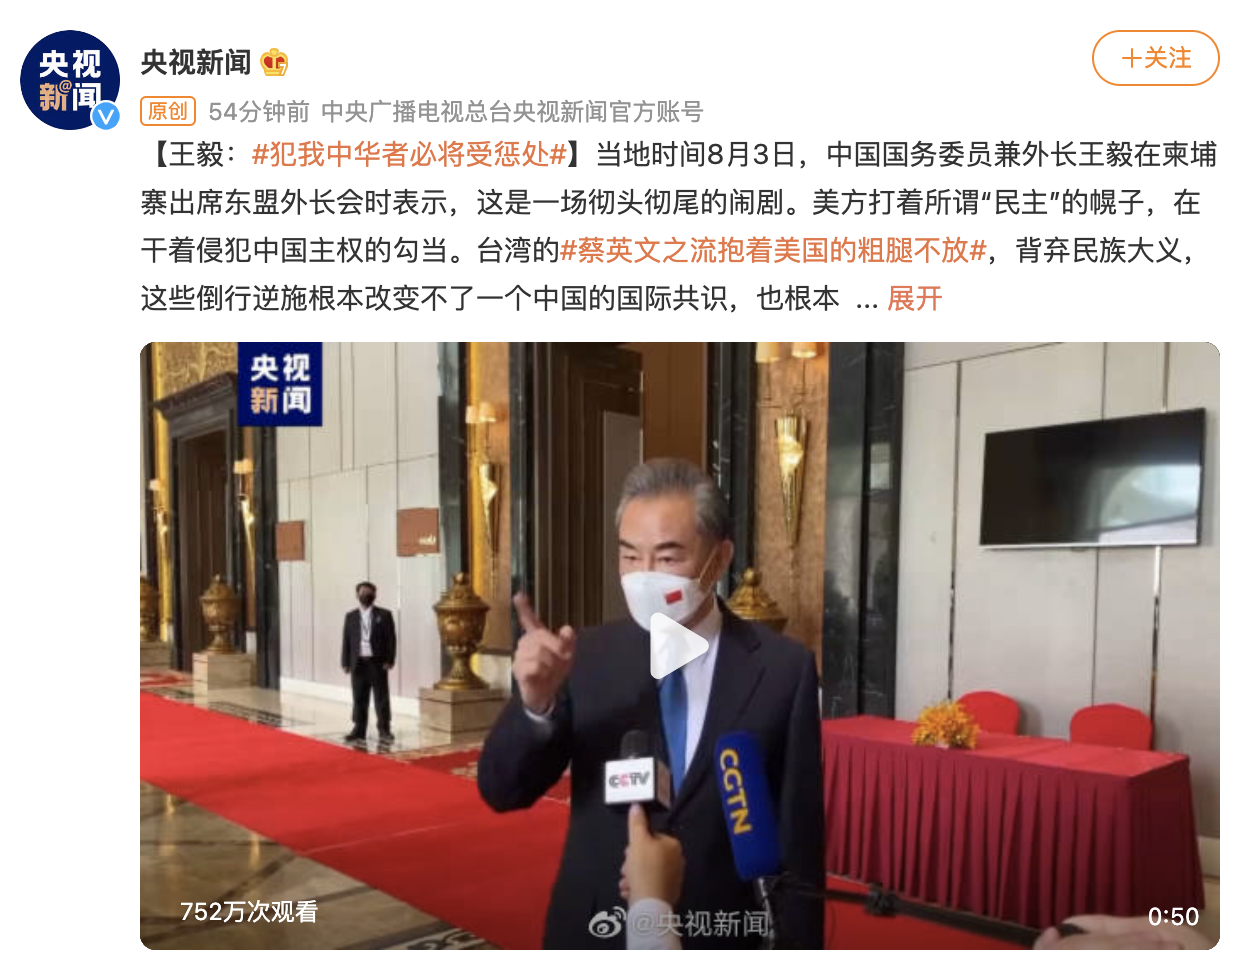 央视
新@闻
央视新闻
+关注
原创 54分钟前 中央广播电视总台央视新闻官方账号
【王毅：#犯我中华者必将受惩处#】当地时间8月3日，中国国务委员兼外长王毅在柬埔
寨出席东盟外长会时表示，这是一场彻头彻尾的闹剧。美方打着所谓“民主”的幌子，在
干着侵犯中国主权的勾当。台湾的#蔡英文之流抱着美国的粗腿不放#，背弃民族大义，
这些倒行逆施根本改变不了一个中国的国际共识，也根本 ... 展开
央视
新闻
CCTV
CGTN
752万次观看
@央视新闻
0:50